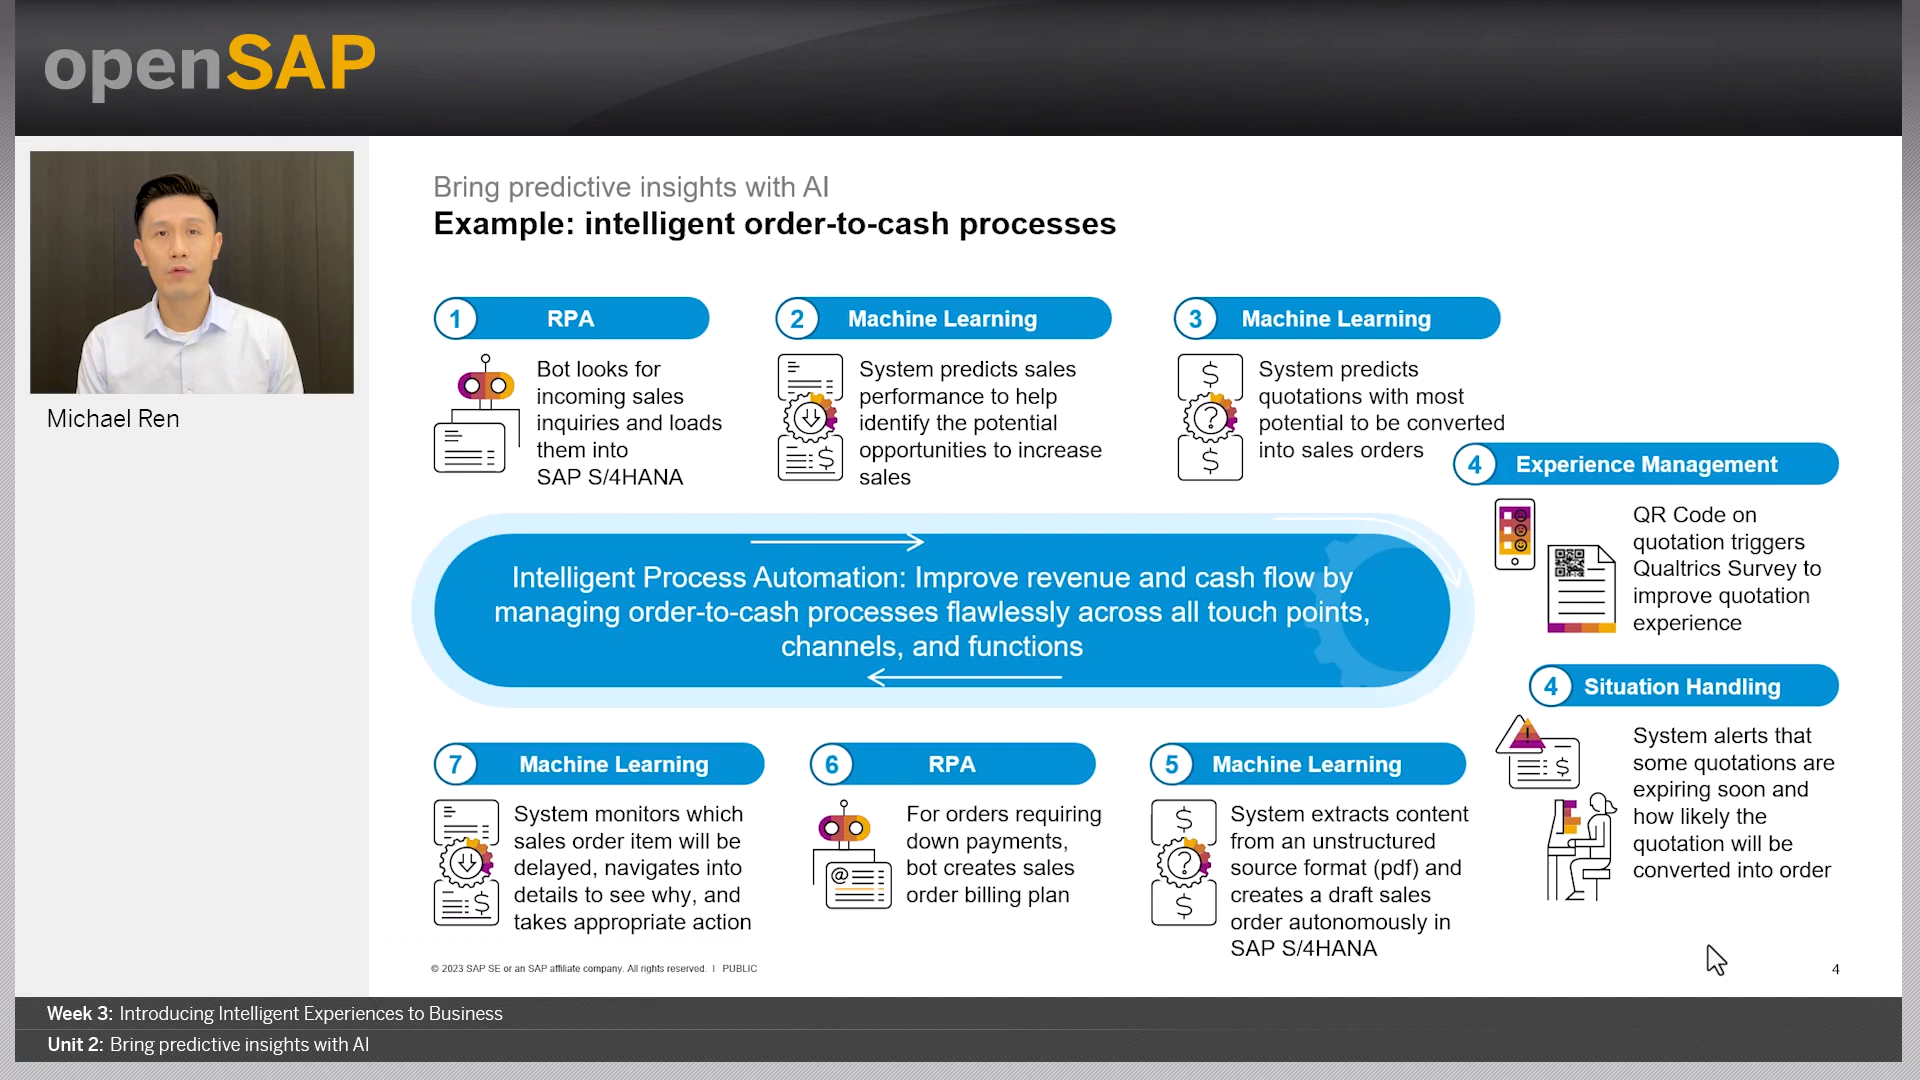 openSAP
Michael Ren
Bring predictive insights with AI
Example: intelligent order-to-cash processes
1 RPA
Bot looks for
incoming sales
inquiries and loads
them into
SAP S/4HANA
2 Machine Learning
System predicts sales
performance to help
identify the potential
opportunities to increase
sales
3 Machine Learning
System predicts
quotations with most
potential to be converted
into sales orders
4 Experience Management
QR Code on
quotation triggers
Qualtrics Survey to
improve quotation
experience
Intelligent Process Automation: Improve revenue and cash flow by
managing order-to-cash processes flawlessly across all touch points,
channels, and functions
4 Situation Handling
System alerts that
some quotations are
expiring soon and
how likely the
quotation will be
converted into order
7 Machine Learning
System monitors which
sales order item will be
delayed, navigates into
details to see why, and
takes appropriate action
6 RPA
For orders requiring
down payments,
bot creates sales
order billing plan
5 Machine Learning
System extracts content
from an unstructured
source format (pdf) and
creates a draft sales
order autonomously in
SAP S/4HANA
© 2023 SAP SE or an SAP affiliate company. All rights reserved. | PUBLIC
4
Week 3: Introducing Intelligent Experiences to Business
Unit 2: Bring predictive insights with AI